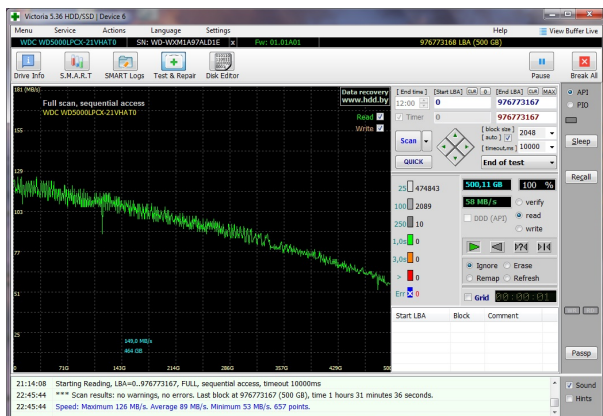 Victoria 5.36 HDD/SSD | Device 6
Menu Service Actions Language Settings Help View Buffer Live
WDC WD5000LPCX-21VHAT0 SN: WD-WXM1A97ALD1E x Fw: 01.01A01 976773168 LBA (500 GB)
Drive Info S.M.A.R.T SMART Logs Test & Repair Disk Editor Pause Break All
181 (MB/s)
Full scan, sequential access
WDC WD5000LPCX-21VHAT0
Data recovery
www.hdd.by
Read
Write
155
129
103
77
51
25
149,0 MB/s
464 GB
0 71G 143G 214G 286G 357G 429G 500
[ End time ] [Start LBA] CLR 0 [End LBA] CLR MAX
12:00 0 976773167
Timer 0 976773167
Scan
QUICK
[ block size ]
[ auto ] 2048
[ timeout,ms ] 10000
End of test
25 474843
100 2089
250 10
1,0s 0
3,0s 0
> 0
Err x 0
500,11 GB 100 %
58 MB/s
DDD (API)
verify
read
write
Ignore Erase
Remap Refresh
Grid 00:00:01
Start LBA Block Comment
API
PIO
Sleep
Recall
Passp
Sound
Hints
21:14:08 Starting Reading, LBA=0..976773167, FULL, sequential access, timeout 10000ms
22:45:44 *** Scan results: no warnings, no errors. Last block at 976773167 (500 GB), time 1 hours 31 minutes 36 seconds.
22:45:44 Speed: Maximum 126 MB/s. Average 89 MB/s. Minimum 53 MB/s. 657 points.